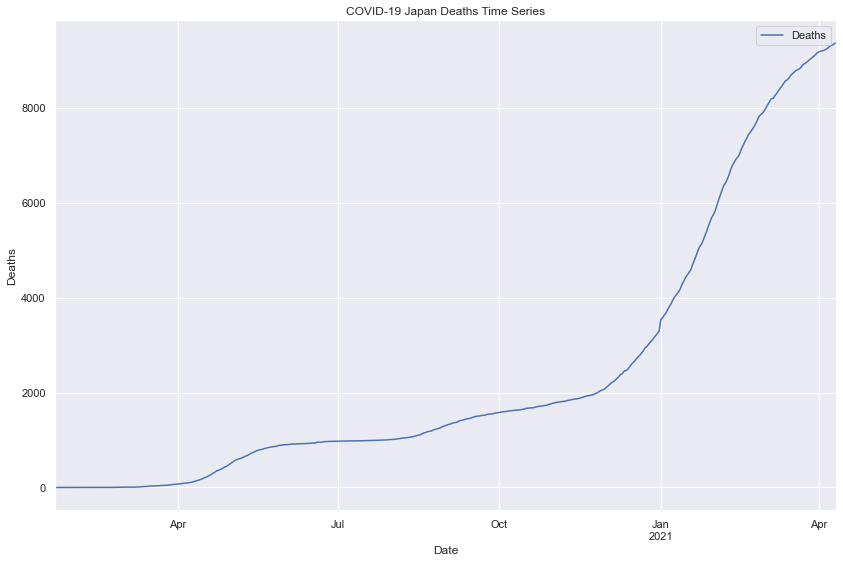 COVID-19 Japan Deaths Time Series
Deaths
8000
6000
4000
2000
0
Deaths
Apr
Jul
Oct
Jan
2021
Apr
Date